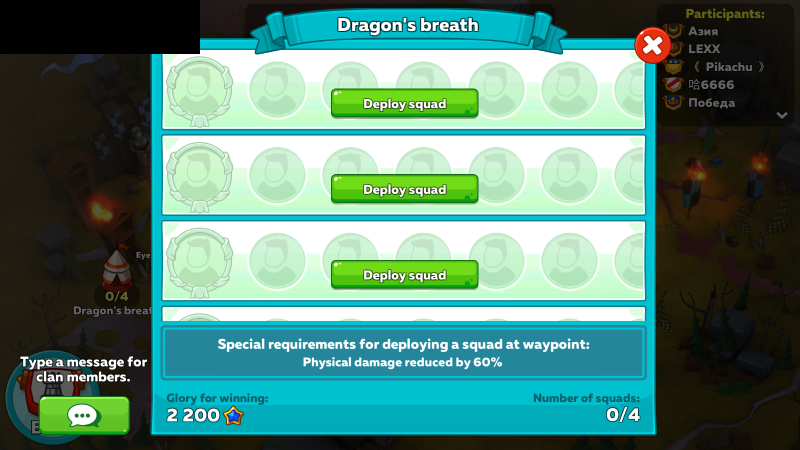 Dragon's breath
Participants:
Азия
LEXX
《 Pikachu 》
哈6666
Победа
Deploy squad
Deploy squad
Deploy squad
Eye
0/4
Dragon's breat
Special requirements for deploying a squad at waypoint:
Physical damage reduced by 60%
Type a message for
clan members.
Glory for winning:
2 200
Number of squads:
0/4